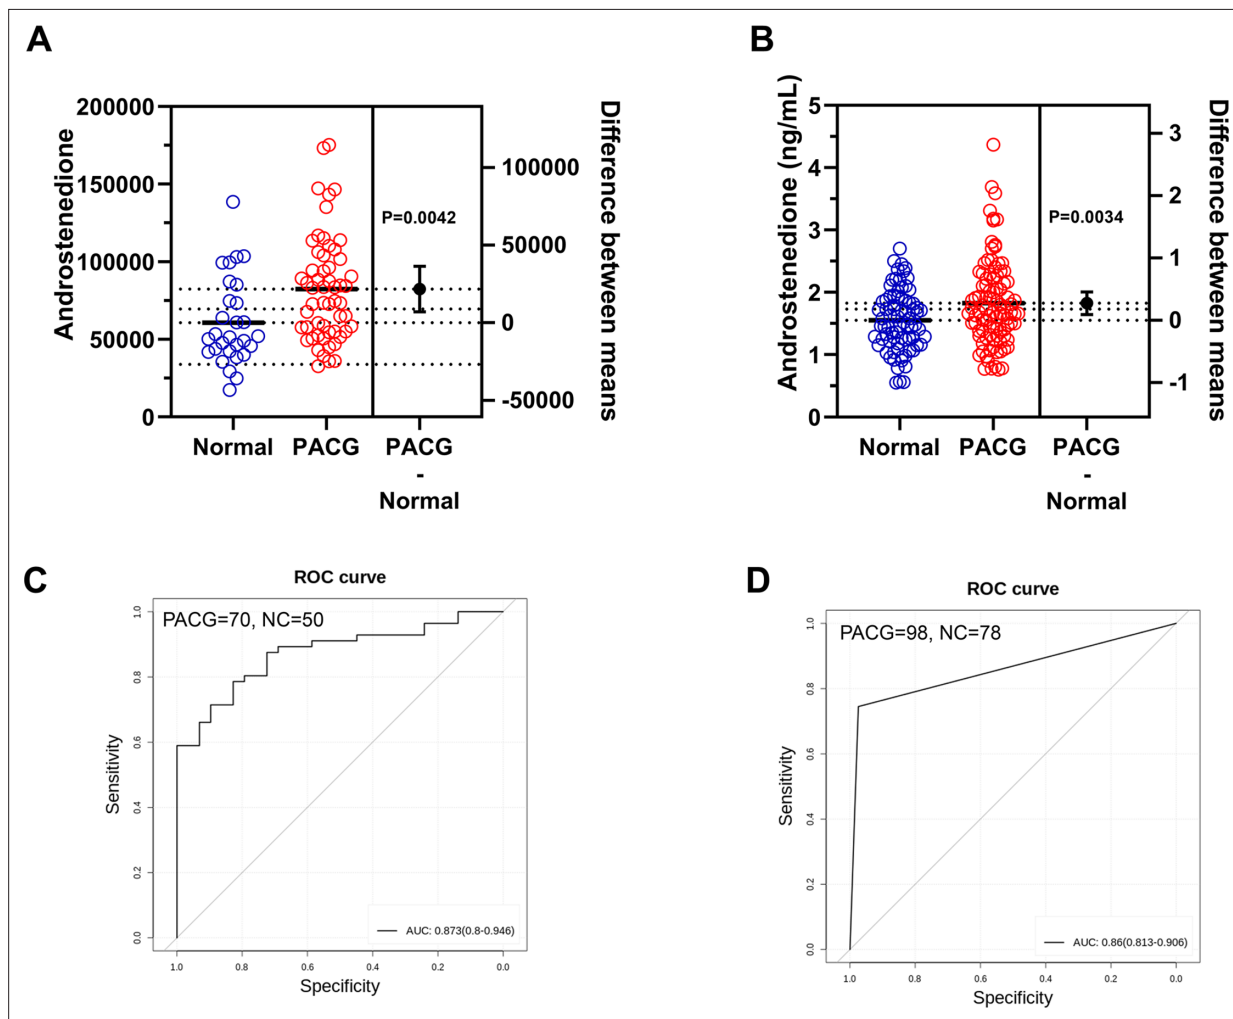 A
200000
150000
100000
50000
0
Androstenedione
Normal
PACG
PACG
-
Normal
P=0.0042
100000
50000
0
-50000
Difference between means
B
5
4
3
2
1
0
Androstenedione (ng/mL)
Normal
PACG
PACG
-
Normal
P=0.0034
3
2
1
0
-1
Difference between means
C
ROC curve
PACG=70, NC=50
1.0
0.8
0.6
0.4
0.2
0.0
Sensitivity
AUC: 0.873(0.8-0.946)
1.0 0.8 0.6 0.4 0.2 0.0
Specificity
D
ROC curve
PACG=98, NC=78
1.0
0.8
0.6
0.4
0.2
0.0
Sensitivity
AUC: 0.86(0.813-0.906)
1.0 0.8 0.6 0.4 0.2 0.0
Specificity